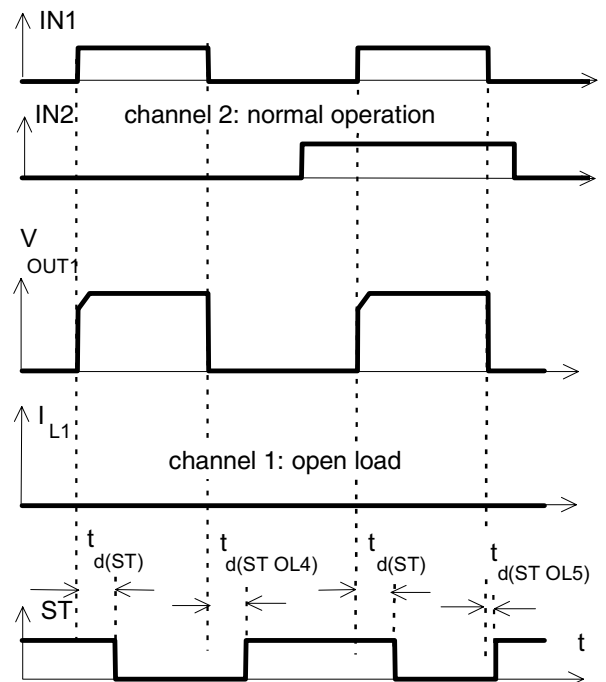 IN1
IN2 channel 2: normal operation
V
OUT1
I
L1
channel 1: open load
t t t t
d(ST) d(ST OL4) d(ST) d(ST OL5)
ST t